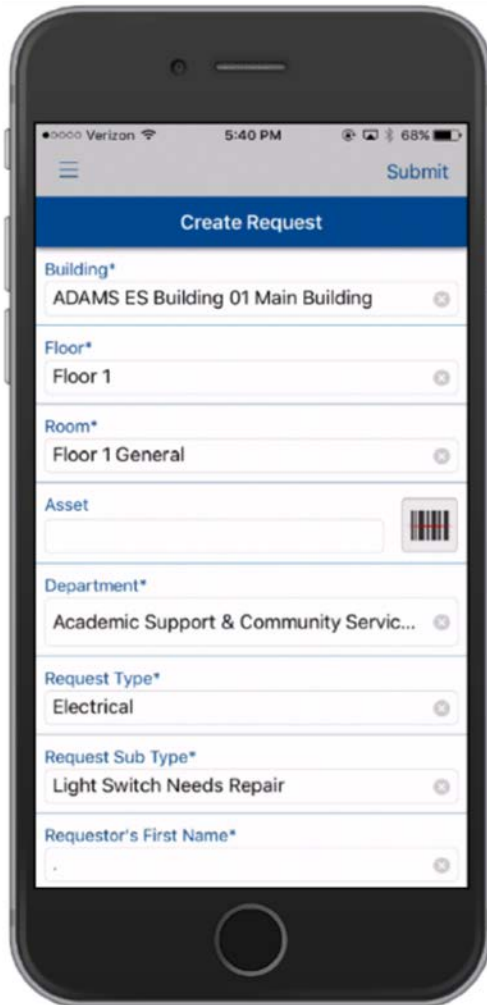 ●○○○○ Verizon 5:40 PM 68%
Submit
Create Request
Building*
ADAMS ES Building 01 Main Building
Floor*
Floor 1
Room*
Floor 1 General
Asset
Department*
Academic Support & Community Servic...
Request Type*
Electrical
Request Sub Type*
Light Switch Needs Repair
Requestor's First Name*
.